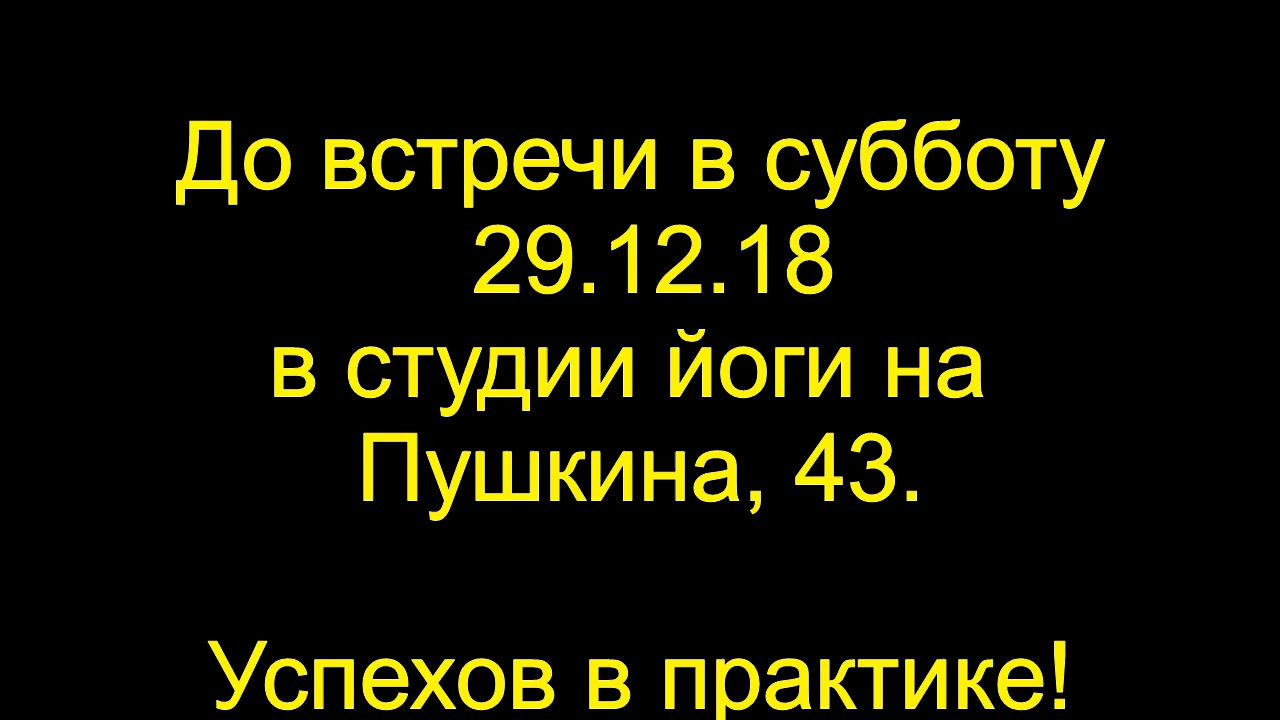 До встречи в субботу
29.12.18
в студии йоги на
Пушкина, 43.
Успехов в практике!